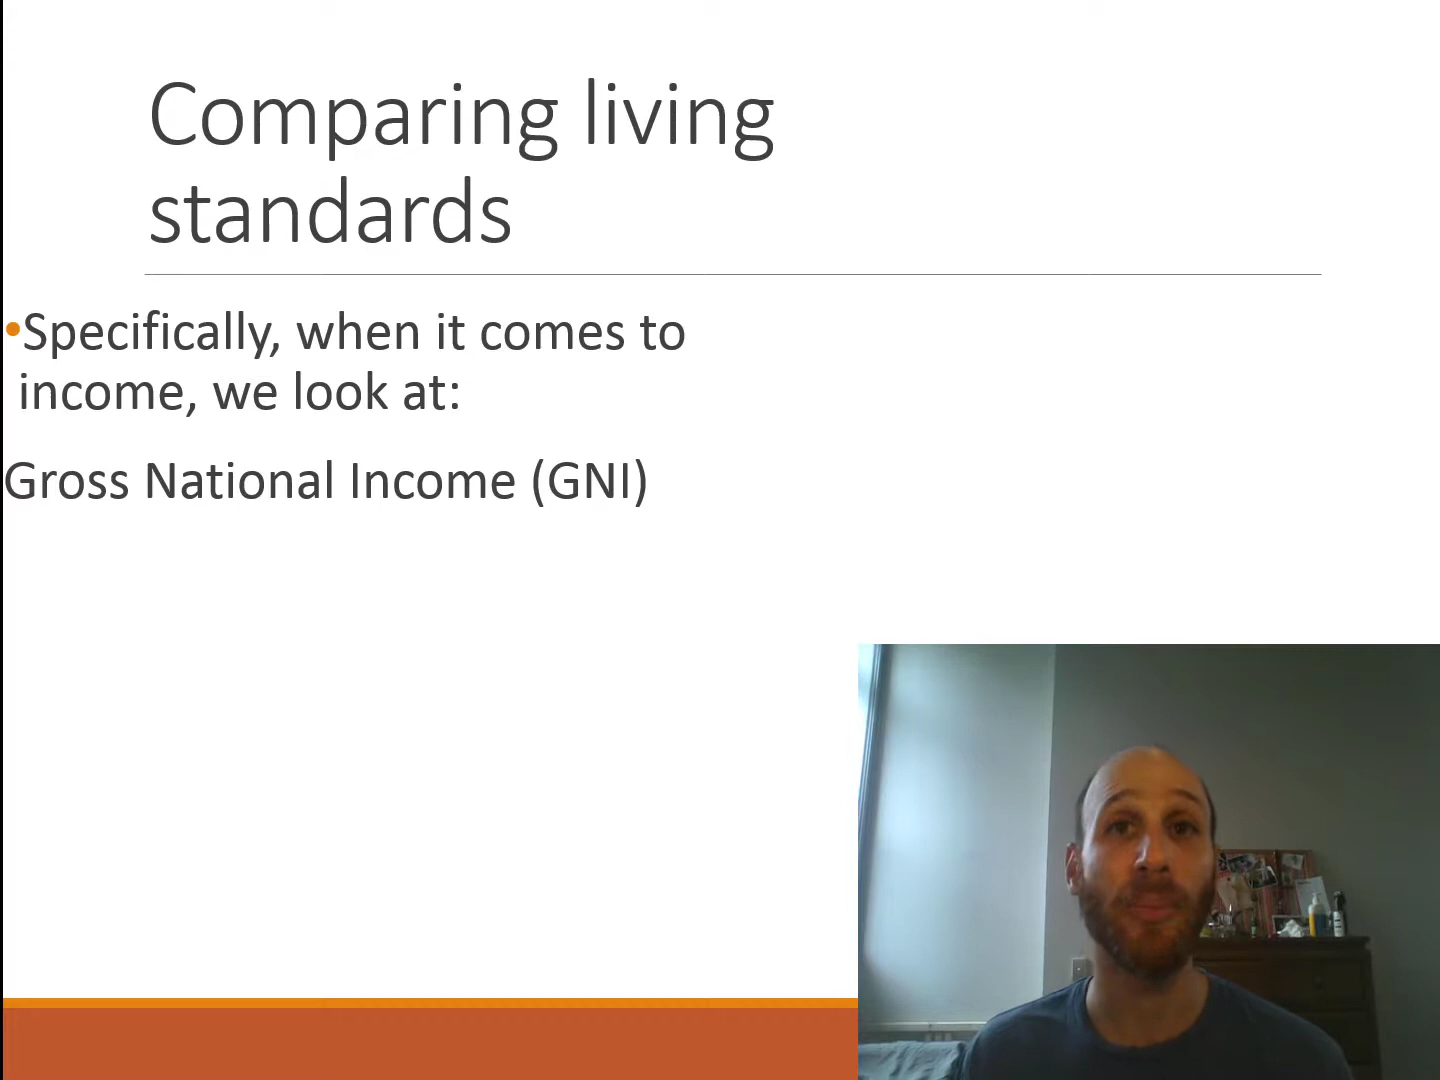 Comparing living
standards
•Specifically, when it comes to
income, we look at:
Gross National Income (GNI)